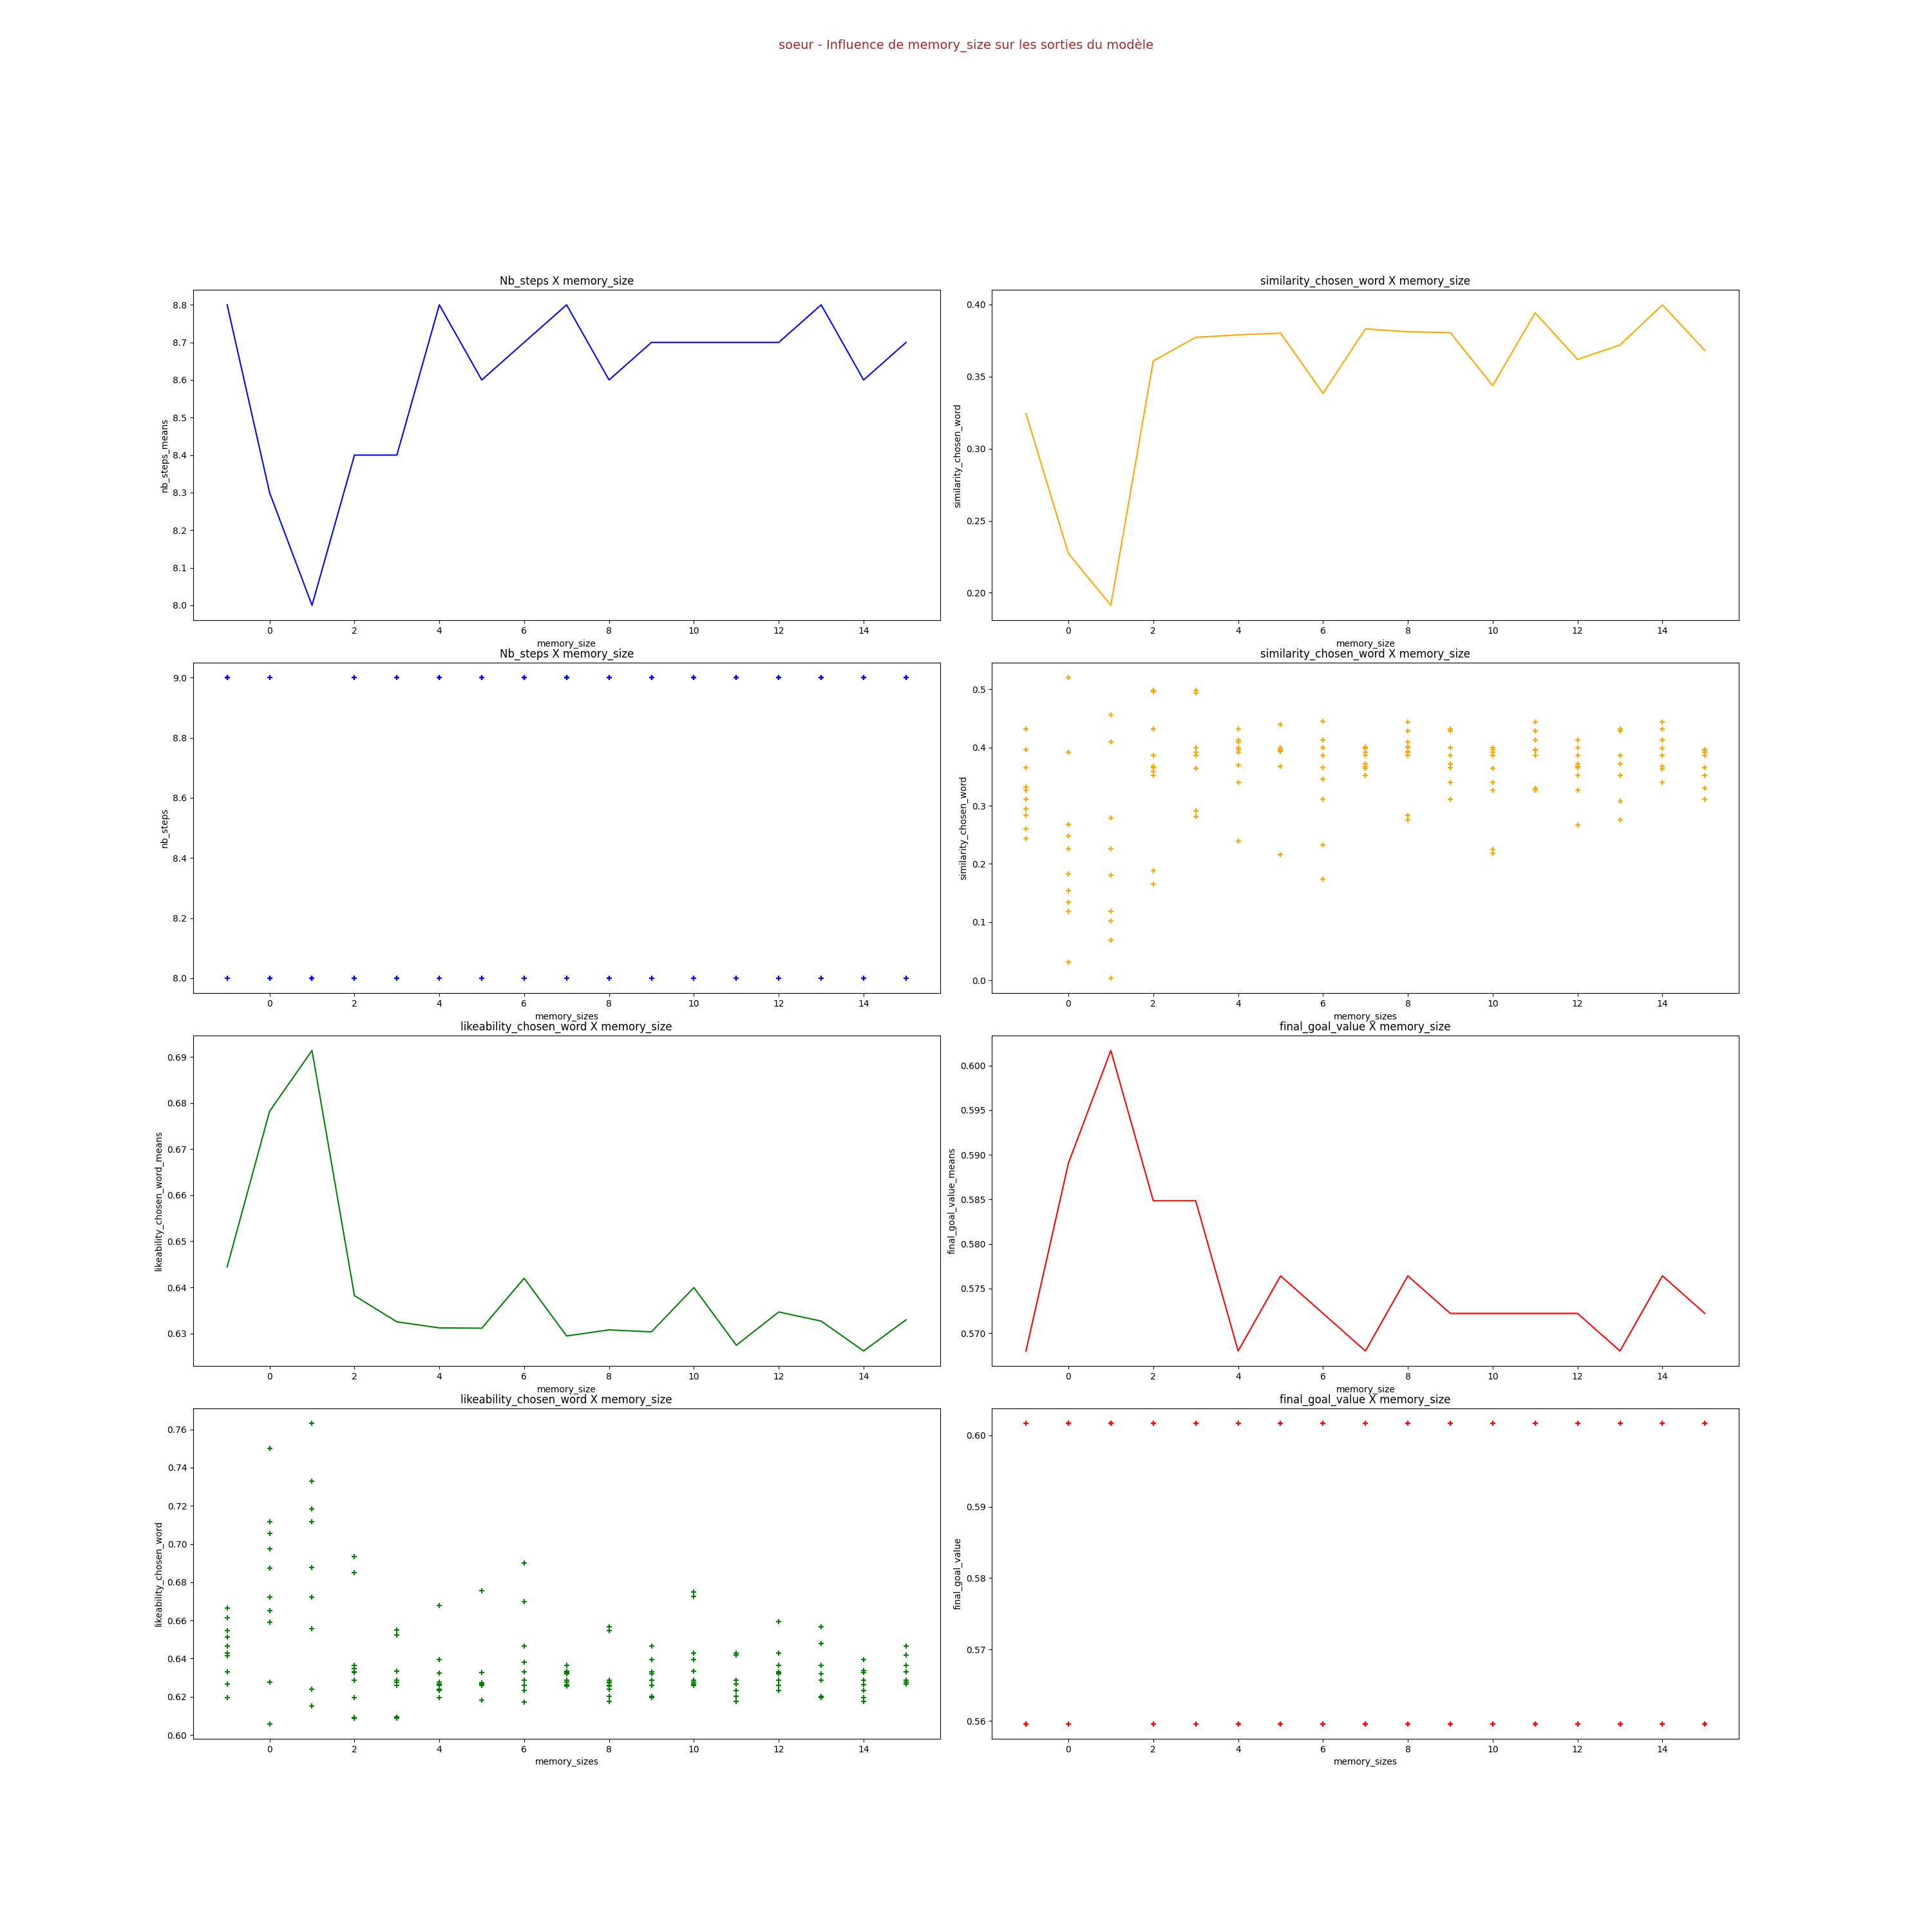 soeur - Influence de memory_size sur les sorties du modèle
Nb_steps X memory_size
nb_steps_means
8.8
8.7
8.6
8.5
8.4
8.3
8.2
8.1
8.0
0 2 4 6 8 10 12 14
memory_size
similarity_chosen_word X memory_size
similarity_chosen_word
0.40
0.35
0.30
0.25
0.20
0 2 4 6 8 10 12 14
memory_size
Nb_steps X memory_size
nb_steps
9.0
8.8
8.6
8.4
8.2
8.0
0 2 4 6 8 10 12 14
memory_sizes
similarity_chosen_word X memory_size
similarity_chosen_word
0.5
0.4
0.3
0.2
0.1
0.0
0 2 4 6 8 10 12 14
memory_sizes
likeability_chosen_word X memory_size
likeability_chosen_word_means
0.69
0.68
0.67
0.66
0.65
0.64
0.63
0 2 4 6 8 10 12 14
memory_size
final_goal_value X memory_size
final_goal_value_means
0.600
0.595
0.590
0.585
0.580
0.575
0.570
0 2 4 6 8 10 12 14
memory_size
likeability_chosen_word X memory_size
likeability_chosen_word
0.76
0.74
0.72
0.70
0.68
0.66
0.64
0.62
0.60
0 2 4 6 8 10 12 14
memory_sizes
final_goal_value X memory_size
final_goal_value
0.60
0.59
0.58
0.57
0.56
0 2 4 6 8 10 12 14
memory_sizes